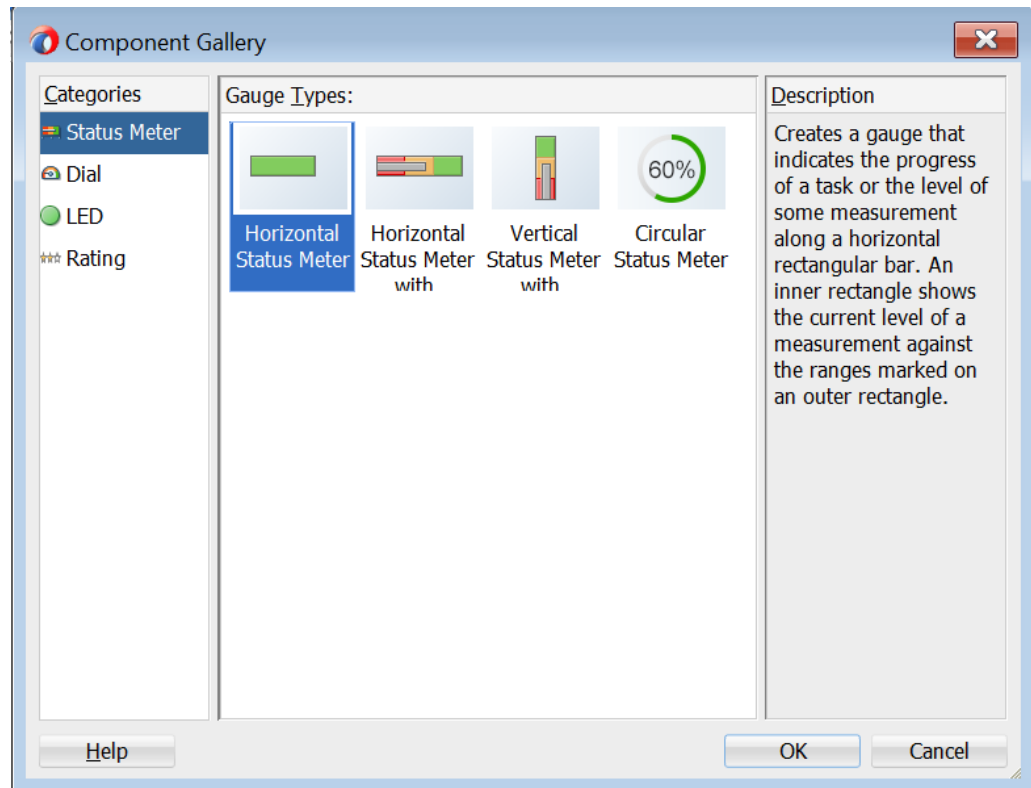 Component Gallery
Categories
Status Meter
Dial
LED
Rating
Gauge Types:
60%
Horizontal
Status Meter
Horizontal
Status Meter
with
Vertical
Status Meter
with
Circular
Status Meter
Description
Creates a gauge that
indicates the progress
of a task or the level of
some measurement
along a horizontal
rectangular bar. An
inner rectangle shows
the current level of a
measurement against
the ranges marked on
an outer rectangle.
Help
OK
Cancel